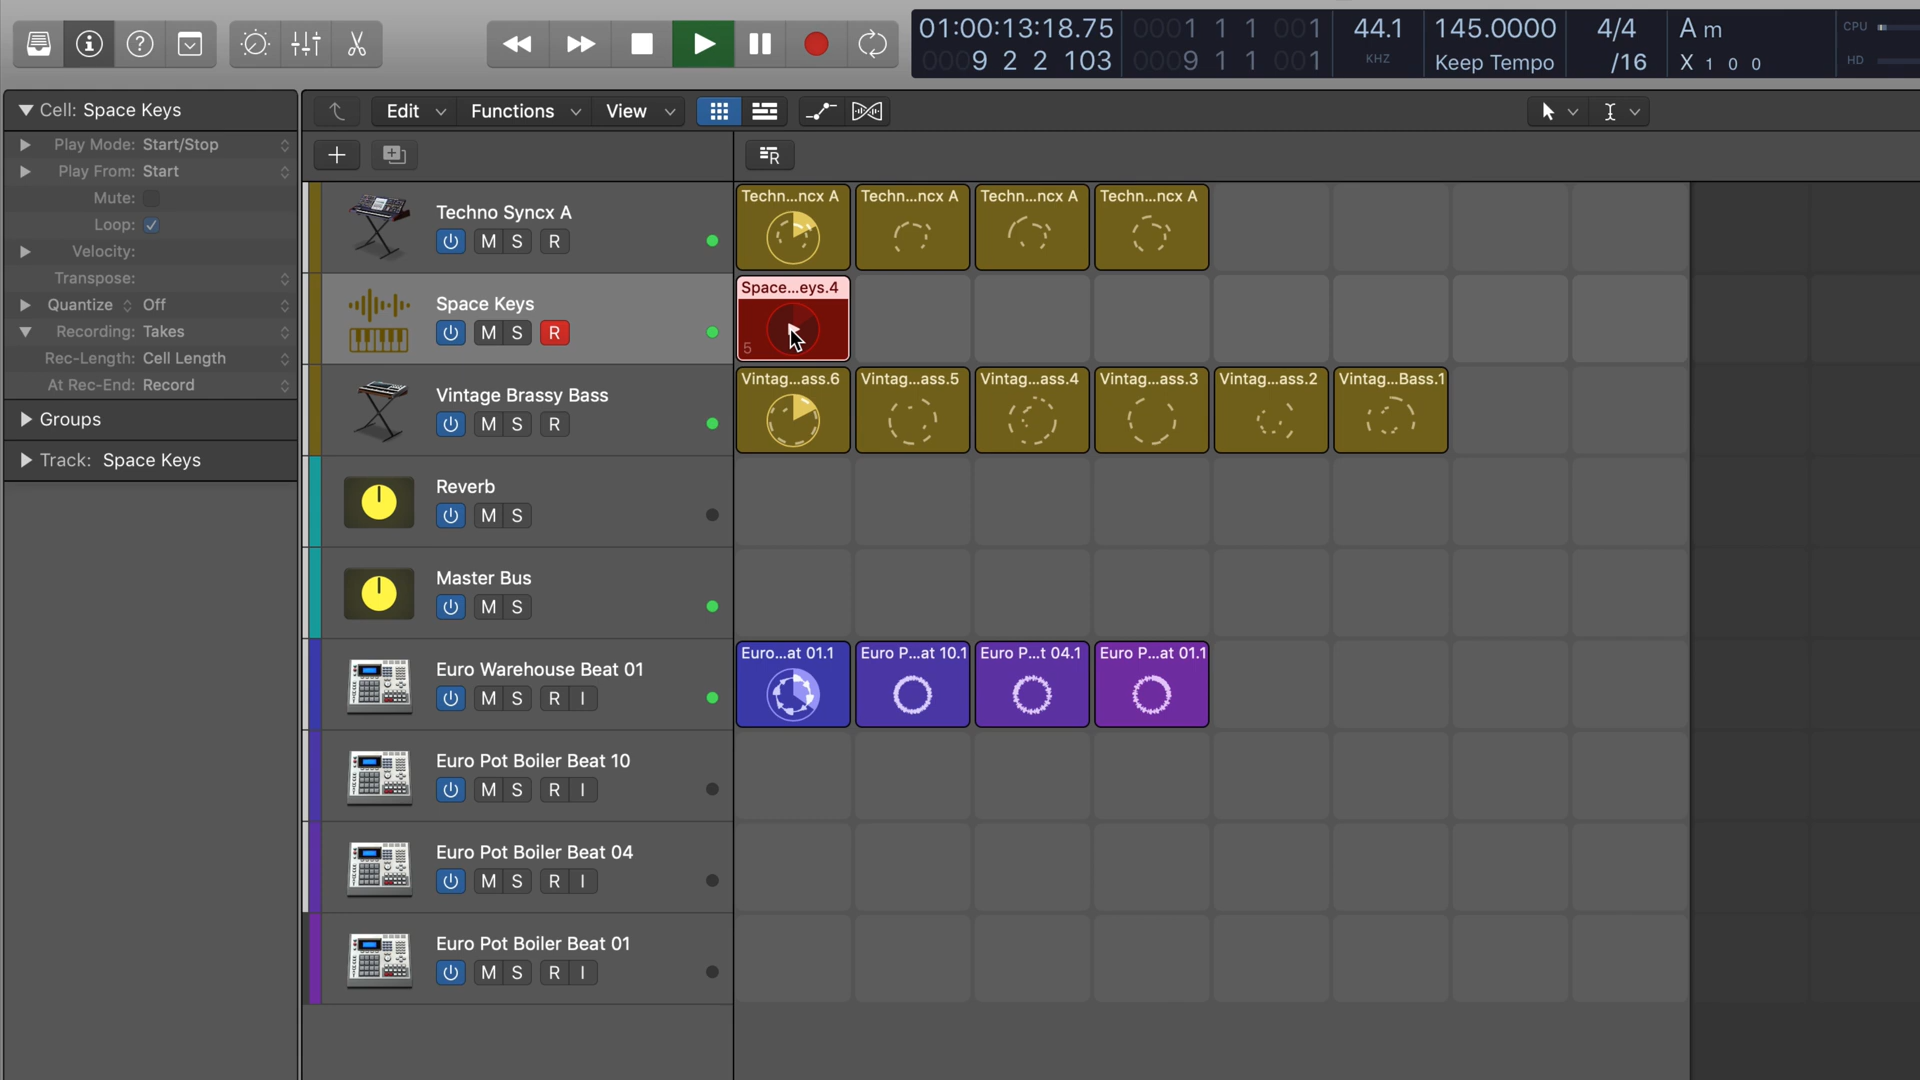 01:00:13:18.75 0001 1 1 001 44.1 145.0000 4/4 A m CPU
0009 2 2 103 0009 1 1 001 KHZ Keep Tempo /16 X 1 0 0 HD
Cell: Space Keys
Edit Functions View
Play Mode: Start/Stop
Play From: Start
Mute:
Loop:
Velocity:
Transpose:
Quantize Off
Recording: Takes
Rec-Length: Cell Length
At Rec-End: Record
Groups
Track: Space Keys
R
Techno Syncx A
M S R
Techn...ncx A Techn...ncx A Techn...ncx A Techn...ncx A
Space Keys
M S R
Space...eys.4
5
Vintage Brassy Bass
M S R
Vintag...ass.6 Vintag...ass.5 Vintag...ass.4 Vintag...ass.3 Vintag...ass.2 Vintag...Bass.1
Reverb
M S
Master Bus
M S
Euro Warehouse Beat 01
M S R I
Euro...at 01.1 Euro P...at 10.1 Euro P...t 04.1 Euro P...at 01.1
Euro Pot Boiler Beat 10
M S R I
Euro Pot Boiler Beat 04
M S R I
Euro Pot Boiler Beat 01
M S R I